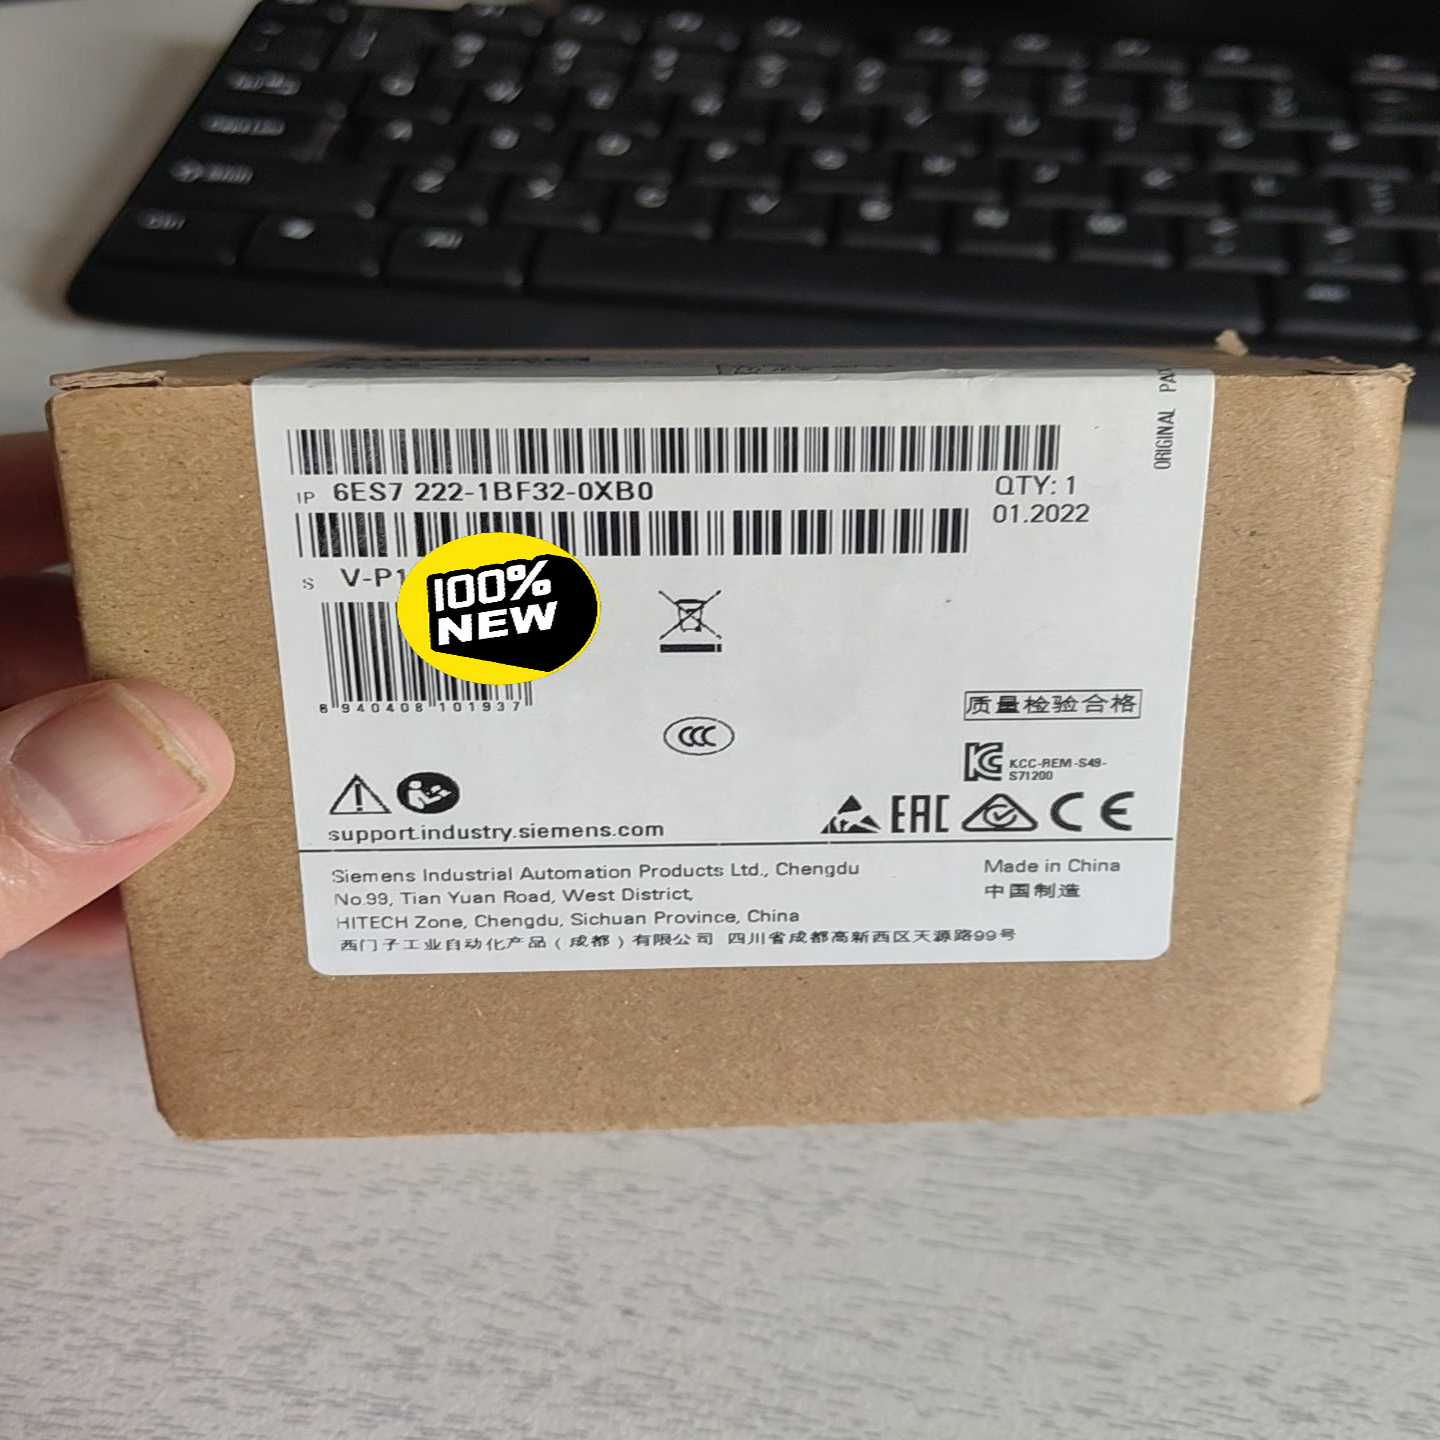 ORIGINAL PA
IP 6ES7 222-1BF32-0XB0
QTY: 1
01.2022
S V-P1
100%
NEW
8 940408 101937
质量检验合格
KCC-REM-S49-
S71200
EAC
CE
support.industry.siemens.com
Siemens Industrial Automation Products Ltd., Chengdu
No.99, Tian Yuan Road, West District,
HITECH Zone, Chengdu, Sichuan Province, China
西门子工业自动化产品(成都)有限公司 四川省成都高新西区天源路99号
Made in China
中国制造